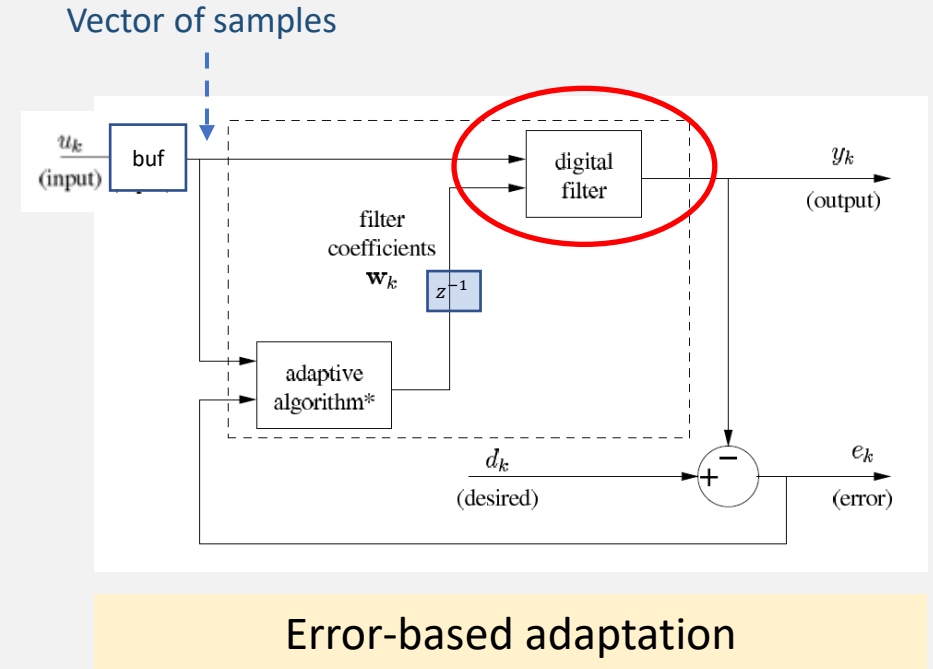 Vector of samples
u_k
(input)
buf
digital
filter
y_k
(output)
filter
coefficients
w_k
z^{-1}
adaptive
algorithm*
d_k
(desired)
+
−
e_k
(error)
Error-based adaptation